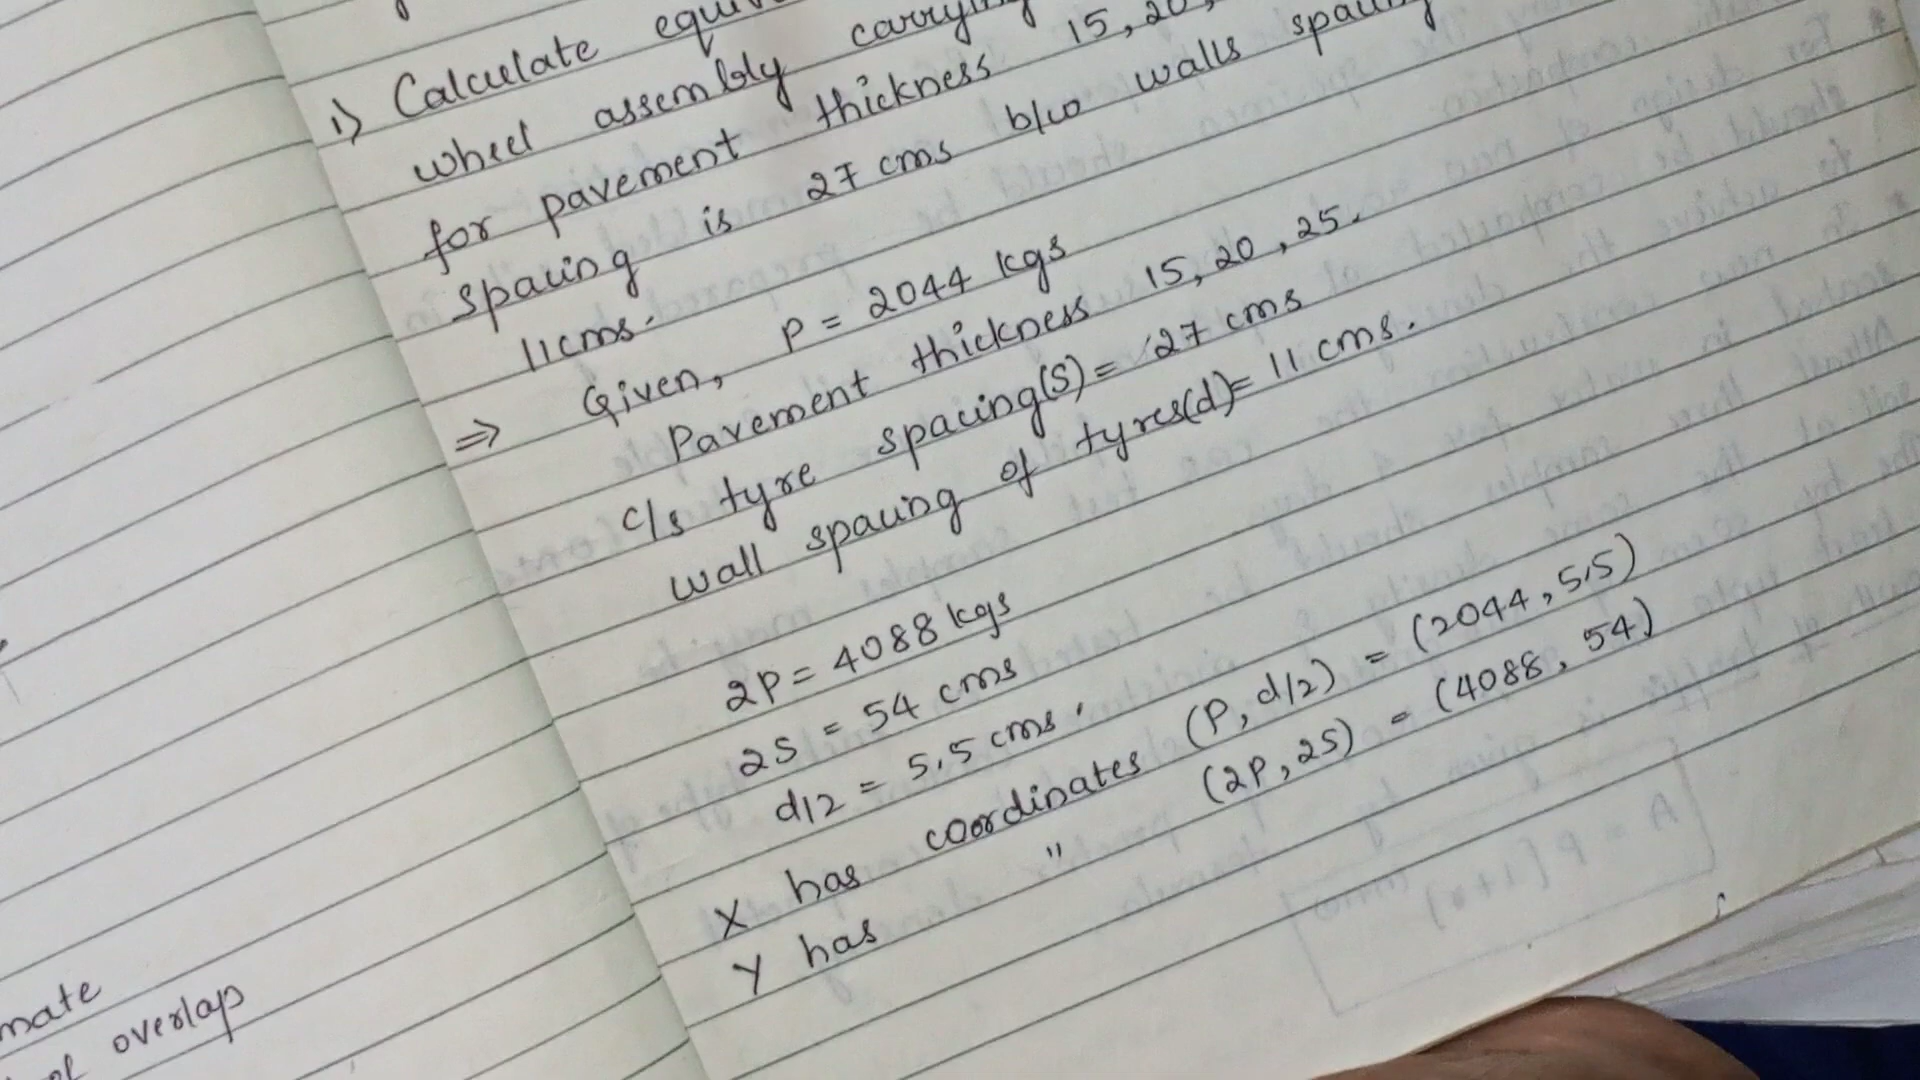 1) Calculate
wheel assembly carrying
for pavement thickness 15, 20,
spacing is 27 cms b/w walls spacing
11cms.
⇒ Given, P = 2044 kgs
Pavement thickness 15, 20, 25.
c/s tyre spacing(S) = 27 cms
wall spacing of tyres(d) = 11 cms.
2P = 4088 kgs
2S = 54 cms
d/2 = 5.5 cms.
X has coordinates (P, d/2) = (2044, 5.5)
Y has " (2P, 2S) = (4088, 54)
overlap